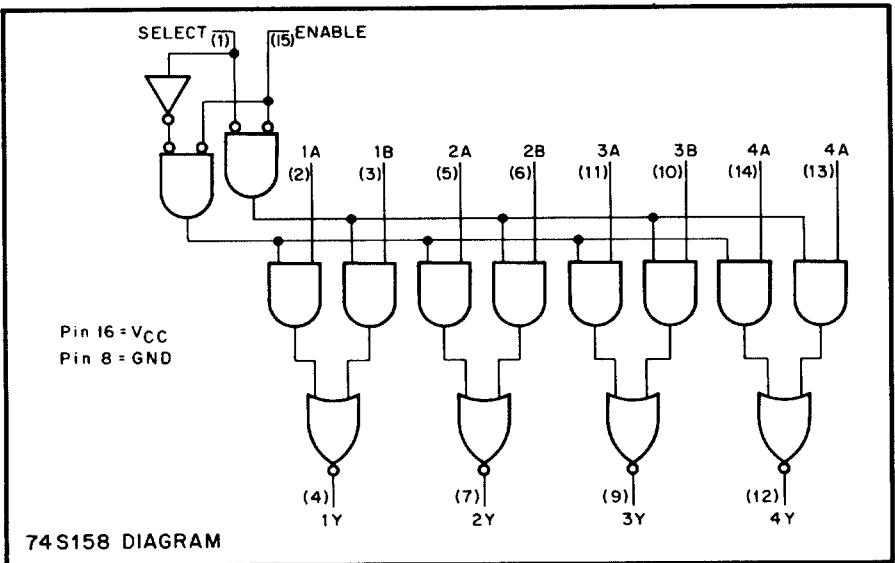 SELECT (1) (15) ENABLE
1A 1B 2A 2B 3A 3B 4A 4A
(2) (3) (5) (6) (11) (10) (14) (13)
Pin 16 = VCC
Pin 8 = GND
(4) (7) (9) (12)
1Y 2Y 3Y 4Y
74S158 DIAGRAM